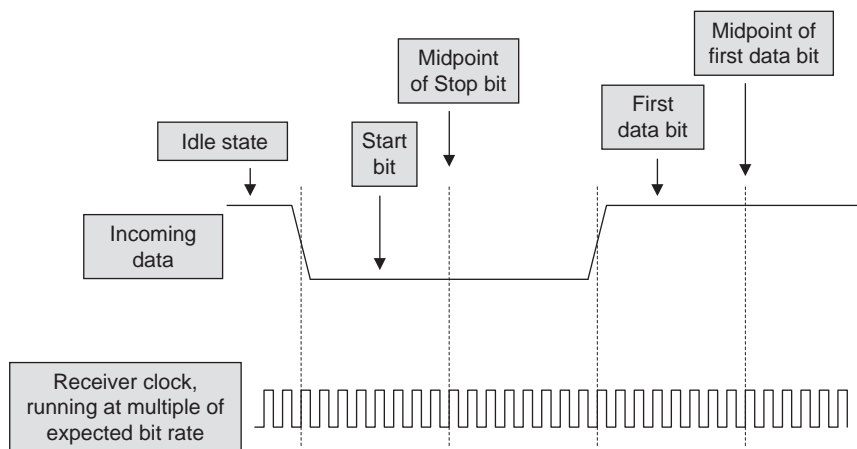 Midpoint of
first data bit
Midpoint
of Stop bit
First
data bit
Idle state
Start
bit
Incoming
data
Receiver clock,
running at multiple of
expected bit rate